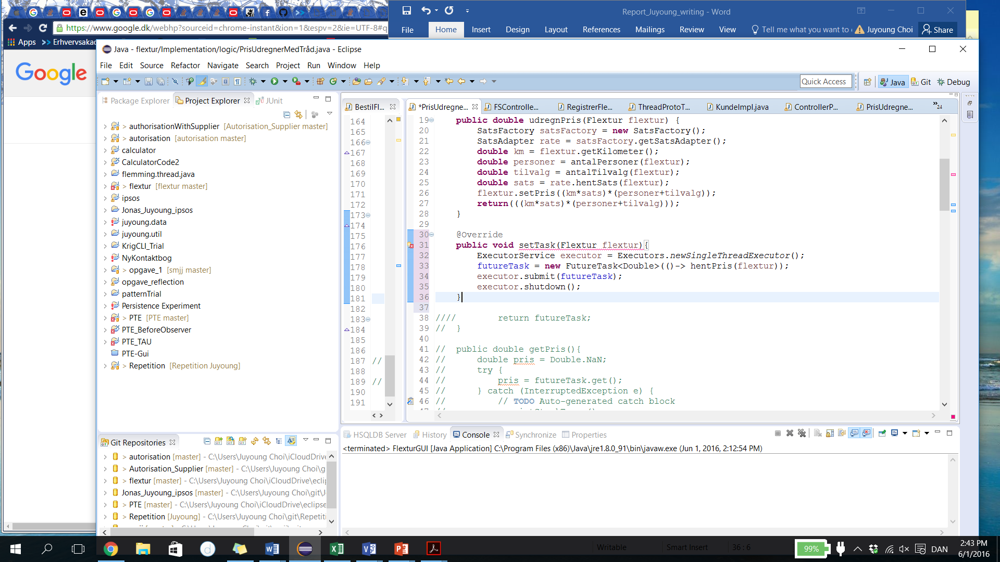 Report_Juyoung_writing - Word
https://www.google.dk/webhp?sourceid=chrome-instant&ion=1&espv=2&ie=UTF-8#q
File Home Insert Design Layout References Mailings Review View Tell me what you want to Juyoung Choi Share
Apps Erhvervsakac
Google
Java - flextur/Implementation/logic/PrisUdregnerMedTråd.java - Eclipse
File Edit Source Refactor Navigate Search Project Run Window Help
Quick Access Java Git Debug
Package Explorer Project Explorer JUnit
BestilFl... *PrisUdregne... FSControlle... RegistrerFle... ThreadProtoT... KundeImpl.java ControllerP... PrisUdregne... »24
> authorisationWithSupplier [Autorisation_Supplier master]
> autorisation [autorisation master]
calculator
CalculatorCode2
flemming.thread.java
> flextur [flextur master]
ipsos
Jonas_Juyoung_ipsos
juyoung.data
juyoung.util
KrigCLI_Trial
NyKontaktbog
> opgave_1 [smjj master]
opgave_reflection
patternTrial
Persistence Experiment
> PTE [PTE master]
PTE_BeforeObserver
PTE_TAU
PTE-Gui
> Repetition [Repetition Juyoung]
164
165
166
167
168
169
170
171
172
173
174
175
176
177
178
179
180
181
182
183
184
185
186
187 //
188
189 //
190
191
19 public double udregnPris(Flextur flextur) {
20 SatsFactory satsFactory = new SatsFactory();
21 SatsAdapter rate = satsFactory.getSatsAdapter();
22 double km = flextur.getKilometer();
23 double personer = antalPersoner(flextur);
24 double tilvalg = antalTilvalg(flextur);
25 double sats = rate.hentSats(flextur);
26 flextur.setPris((km*sats)*(personer+tilvalg));
27 return(((km*sats)*(personer+tilvalg)));
28 }
29
30 @Override
31 public void setTask(Flextur flextur){
32 ExecutorService executor = Executors.newSingleThreadExecutor();
33 futureTask = new FutureTask<Double>(()-> hentPris(flextur));
34 executor.submit(futureTask);
35 executor.shutdown();
36 }
37
38 //// return futureTask;
39 // }
40
41 // public double getPris(){
42 // double pris = Double.NaN;
43 // try {
44 // pris = futureTask.get();
45 // } catch (InterruptedException e) {
46 // // TODO Auto-generated catch block
Git Repositories
> autorisation [master] - C:\Users\Juyoung Choi\iCloudDrive
> Autorisation_Supplier [master] - C:\Users\Juyoung Choi\g
> flextur [master] - C:\Users\Juyoung Choi\iCloudDrive\ecli
Jonas_Juyoung_ipsos [master] - C:\Users\Juyoung Choi\git\J
> PTE [master] - C:\Users\Juyoung Choi\iCloudDrive\eclipse
> Repetition [Juyoung] - C:\Users\Juyoung Choi\git\Repetiti
HSQLDB Server History Console Synchronize Properties
<terminated> FlexturGUI [Java Application] C:\Program Files (x86)\Java\jre1.8.0_91\bin\javaw.exe (Jun 1, 2016, 2:12:54 PM)
Writable Smart Insert 36 : 6
99%
DAN
2:43 PM
6/1/2016